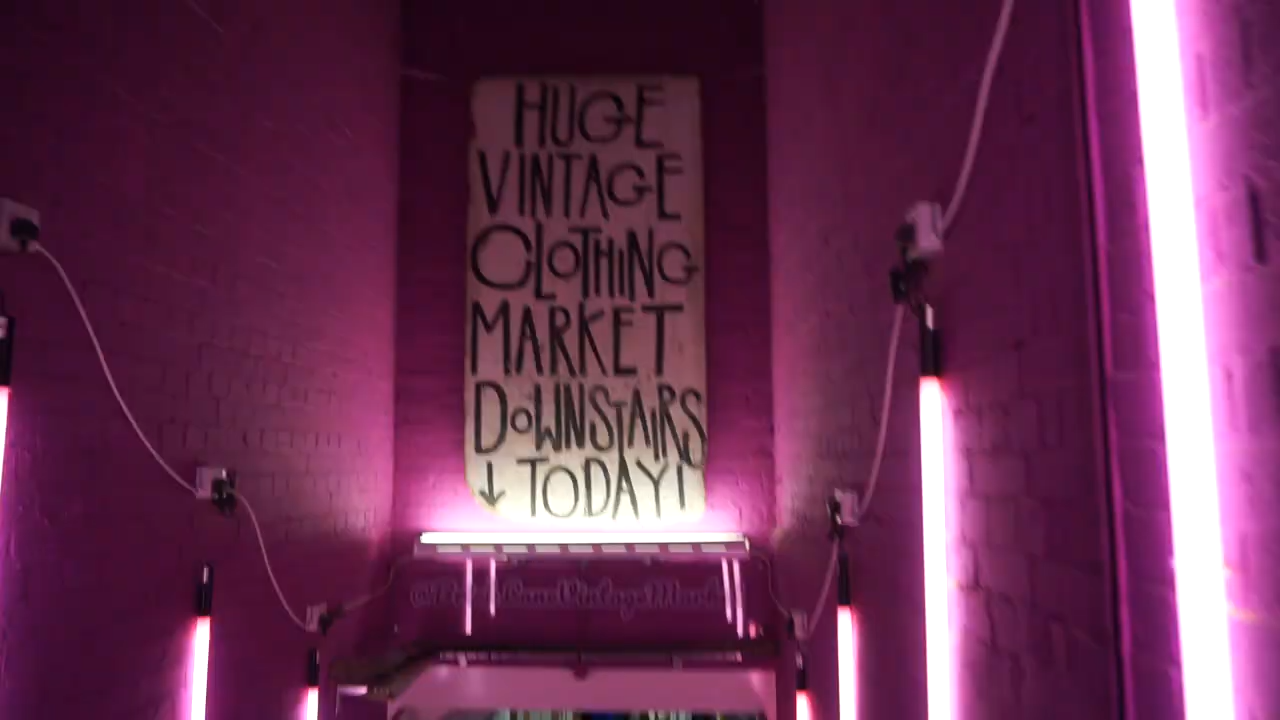 HUGE
VINTAGE
CLOTHING
MARKET
DOWNSTAIRS
↓ TODAY!